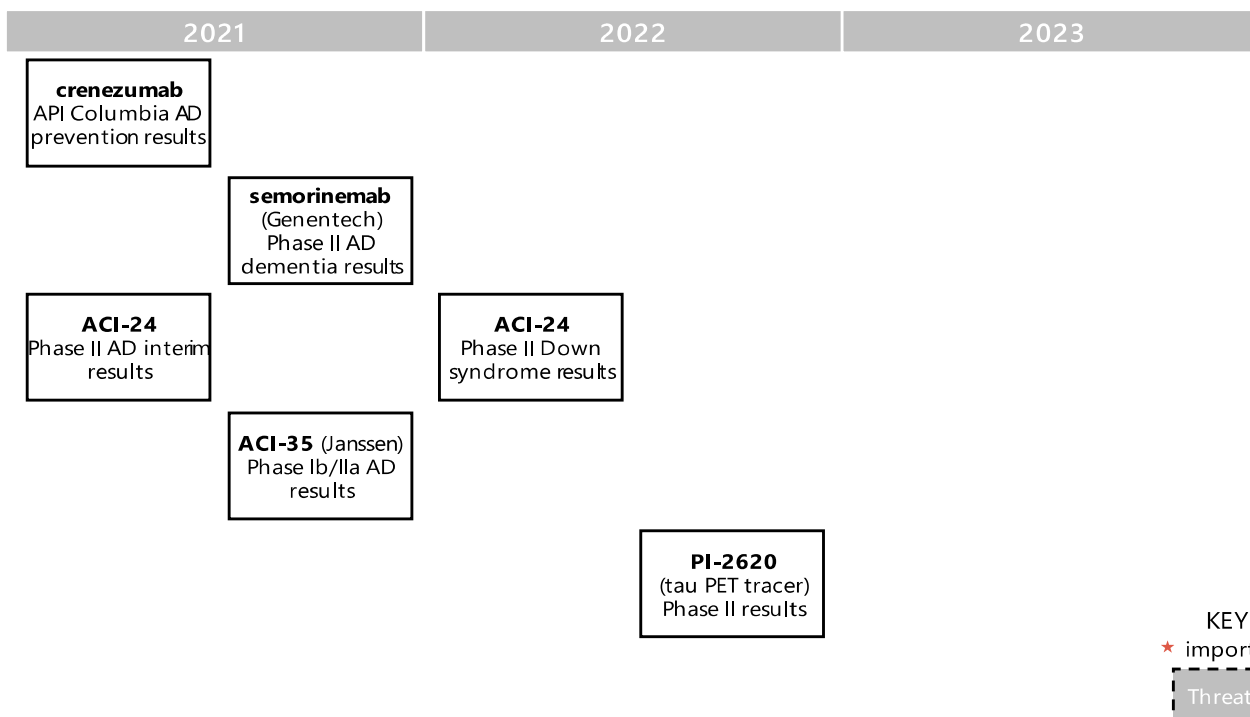 2021 2022 2023
crenezumab
API Columbia AD
prevention results
semorinemab
(Genentech)
Phase II AD
dementia results
ACI-24
Phase II AD interim
results
ACI-24
Phase II Down
syndrome results
ACI-35 (Janssen)
Phase Ib/IIa AD
results
PI-2620
(tau PET tracer)
Phase II results
KEY
import
Threat